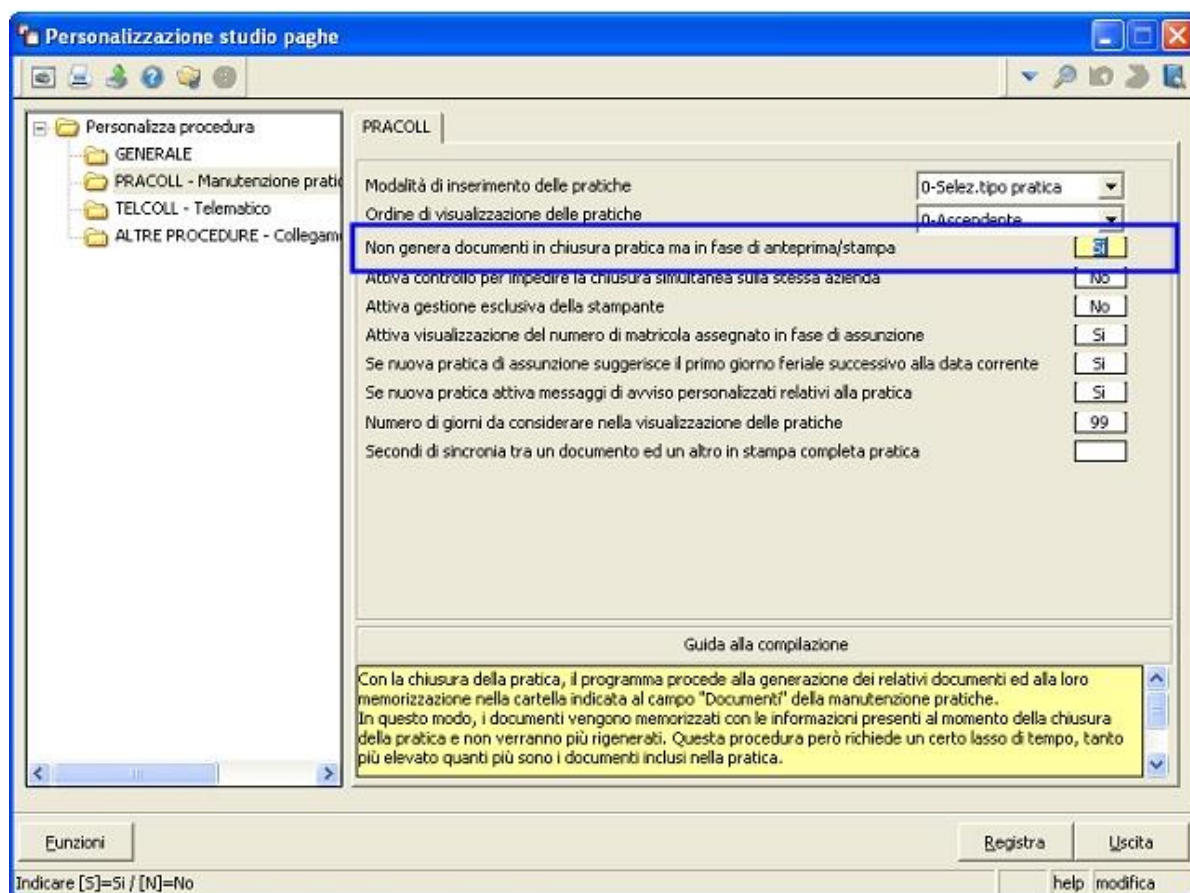 Personalizzazione studio paghe
Personalizza procedura
GENERALE
PRACOLL - Manutenzione pratic
TELCOLL - Telematico
ALTRE PROCEDURE - Collegam
PRACOLL
Modalità di inserimento delle pratiche 0-Selez.tipo pratica
Ordine di visualizzazione delle pratiche 0-Ascendente
Non genera documenti in chiusura pratica ma in fase di anteprima/stampa Si
Attiva controllo per impedire la chiusura simultanea sulla stessa azienda No
Attiva gestione esclusiva della stampante No
Attiva visualizzazione del numero di matricola assegnato in fase di assunzione Si
Se nuova pratica di assunzione suggerisce il primo giorno feriale successivo alla data corrente Si
Se nuova pratica attiva messaggi di avviso personalizzati relativi alla pratica Si
Numero di giorni da considerare nella visualizzazione delle pratiche 99
Secondi di sincronia tra un documento ed un altro in stampa completa pratica
Guida alla compilazione
Con la chiusura della pratica, il programma procede alla generazione dei relativi documenti ed alla loro
memorizzazione nella cartella indicata al campo "Documenti" della manutenzione pratiche.
In questo modo, i documenti vengono memorizzati con le informazioni presenti al momento della chiusura
della pratica e non verranno più rigenerati. Questa procedura però richiede un certo lasso di tempo, tanto
più elevato quanti più sono i documenti inclusi nella pratica.
Funzioni
Registra Uscita
Indicare [S]=Si / [N]=No help modifica